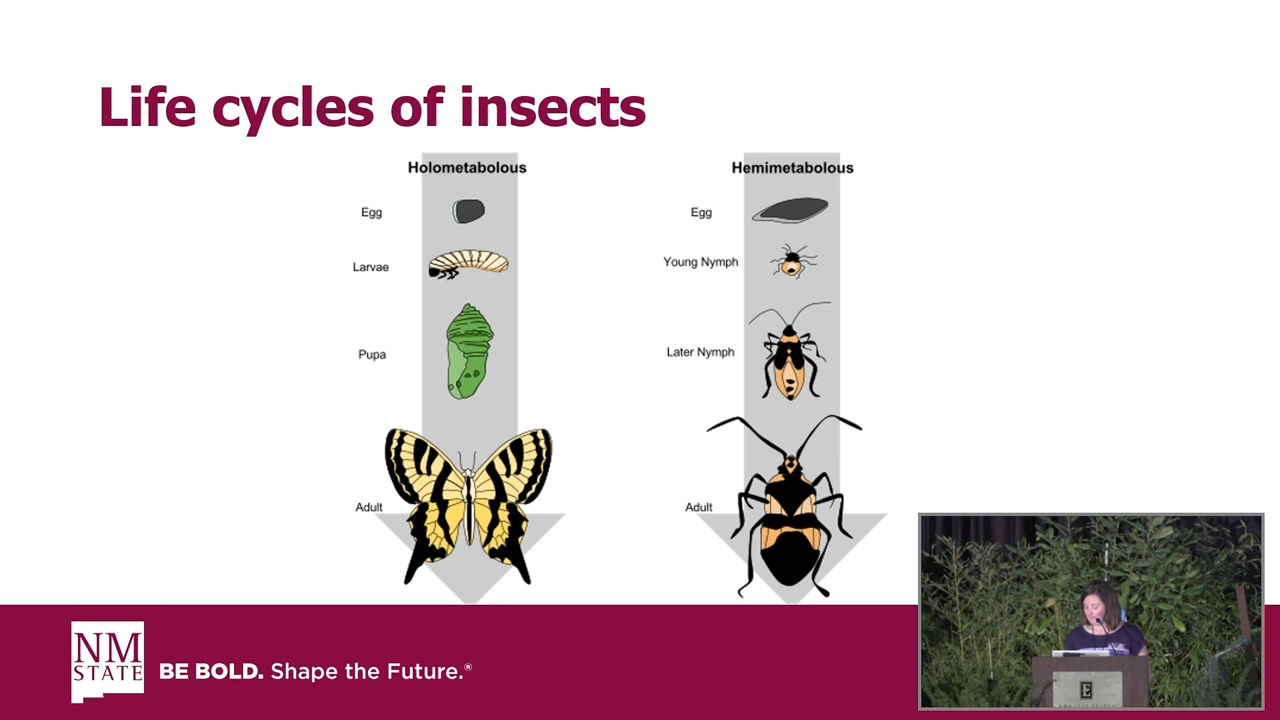 Life cycles of insects
Holometabolous
Egg
Larvae
Pupa
Adult
Hemimetabolous
Egg
Young Nymph
Later Nymph
Adult
NM
STATE
BE BOLD. Shape the Future.®
E